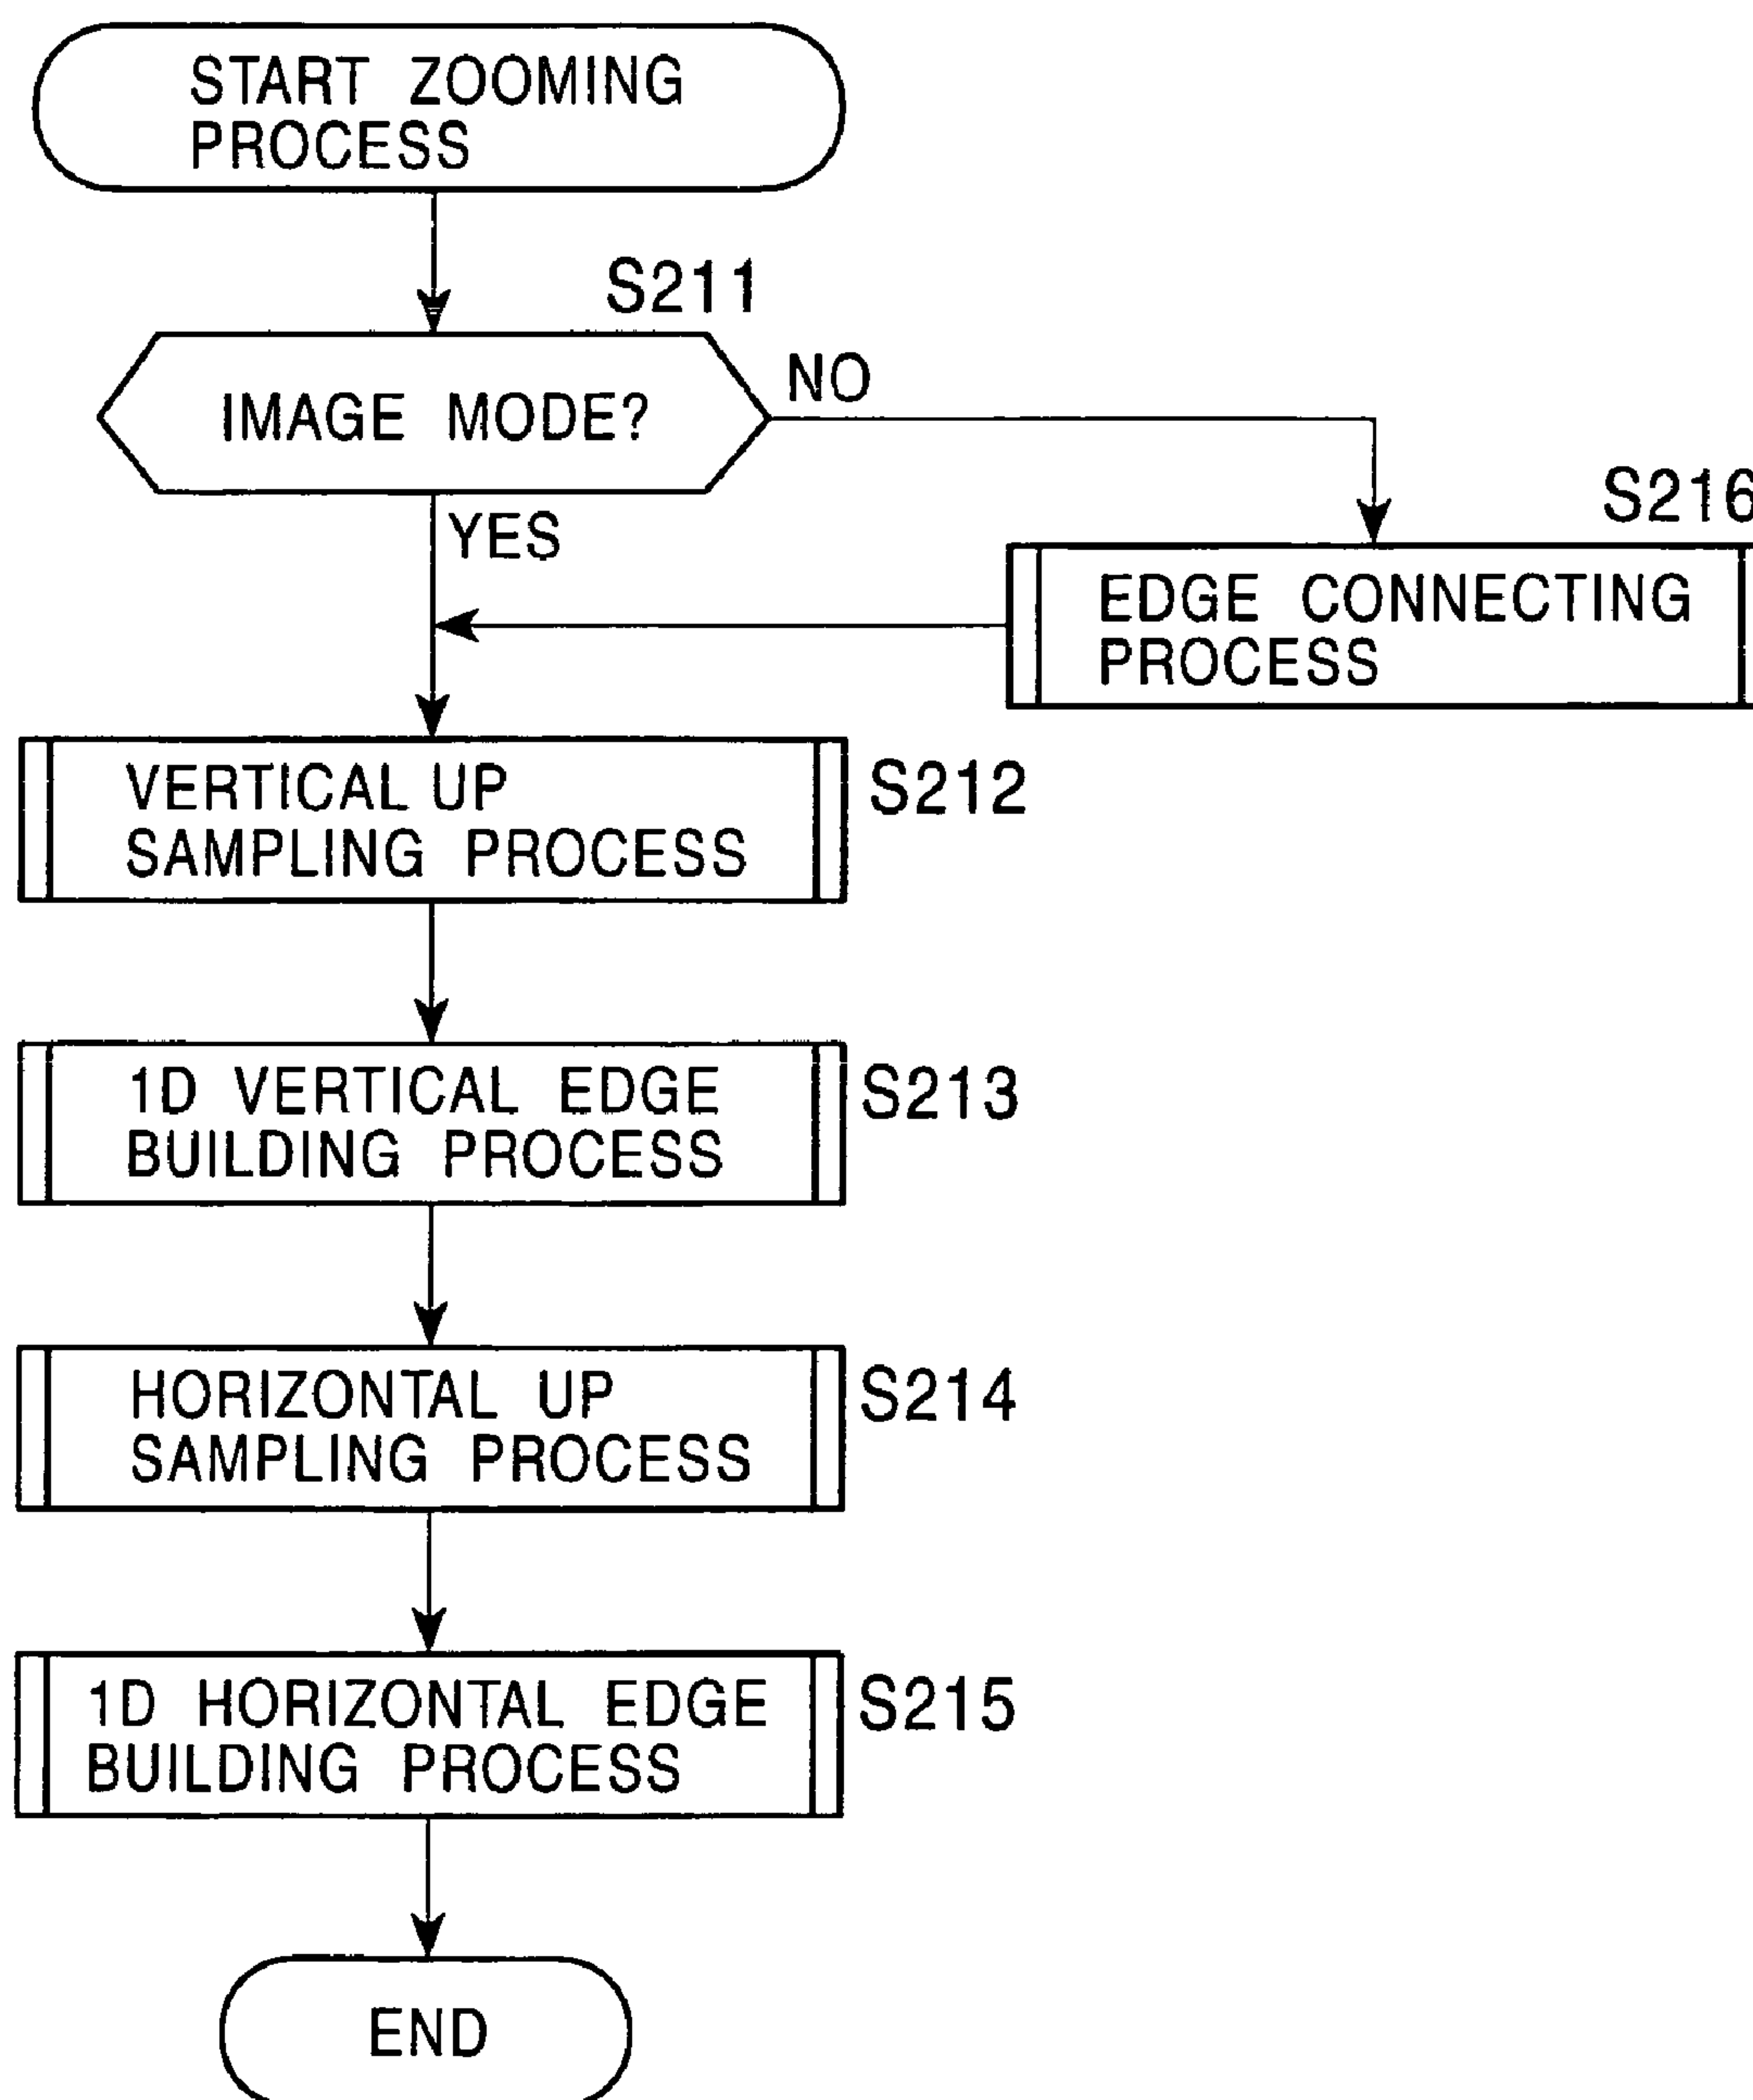 START ZOOMING
PROCESS
S211
IMAGE MODE?
NO
YES
S216
EDGE CONNECTING
PROCESS
VERTICAL UP
SAMPLING PROCESS
S212
1D VERTICAL EDGE
BUILDING PROCESS
S213
HORIZONTAL UP
SAMPLING PROCESS
S214
1D HORIZONTAL EDGE
BUILDING PROCESS
S215
END